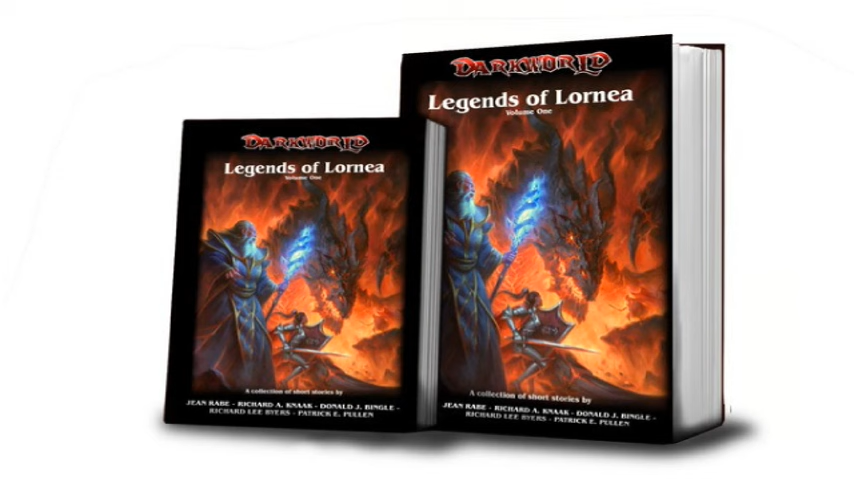 DARKWORLD
Legends of Lornea
Volume One
A collection of short stories by
JEAN RABE - RICHARD A. KNAAK - DONALD J. BINGLE -
RICHARD LEE BYERS - PATRICK E. PULLEN
DARKWORLD
Legends of Lornea
Volume One
A collection of short stories by
JEAN RABE - RICHARD A. KNAAK - DONALD J. BINGLE -
RICHARD LEE BYERS - PATRICK E. PULLEN